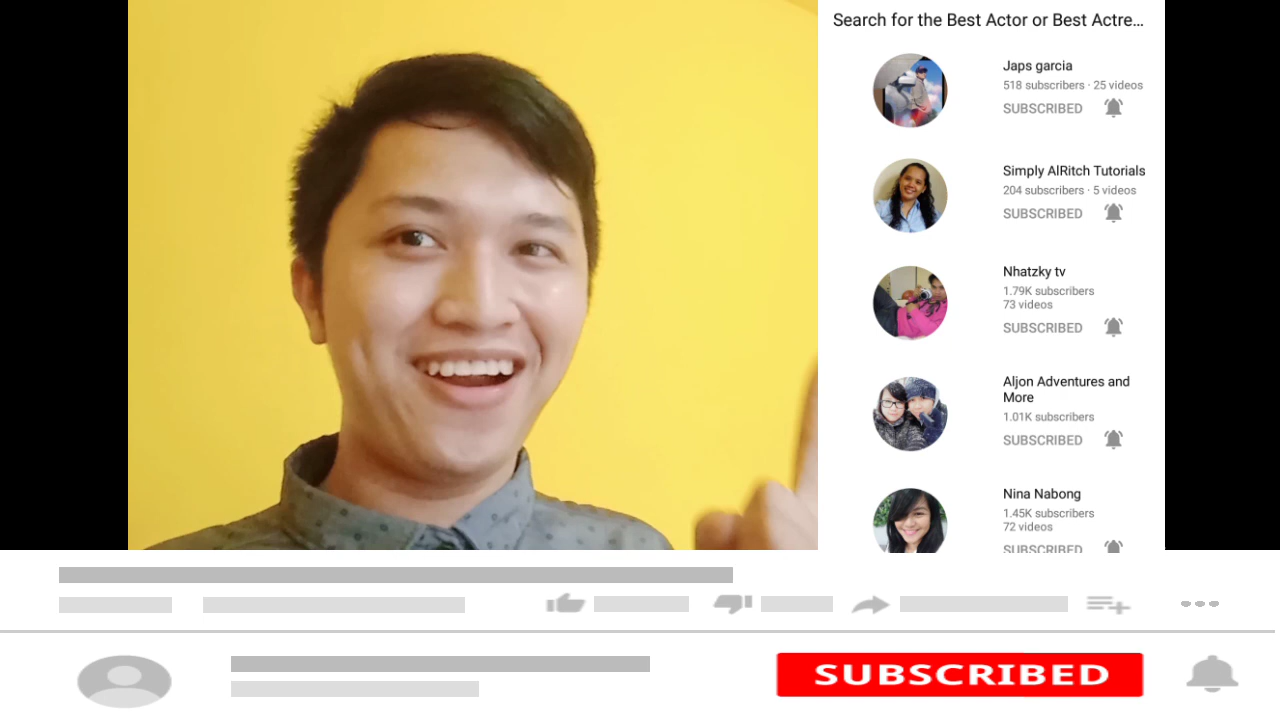 Search for the Best Actor or Best Actre...
Japs garcia
518 subscribers · 25 videos
SUBSCRIBED
Simply AlRitch Tutorials
204 subscribers · 5 videos
SUBSCRIBED
Nhatzky tv
1.79K subscribers
73 videos
SUBSCRIBED
Aljon Adventures and
More
1.01K subscribers
SUBSCRIBED
Nina Nabong
1.45K subscribers
72 videos
SUBSCRIBED
SUBSCRIBED